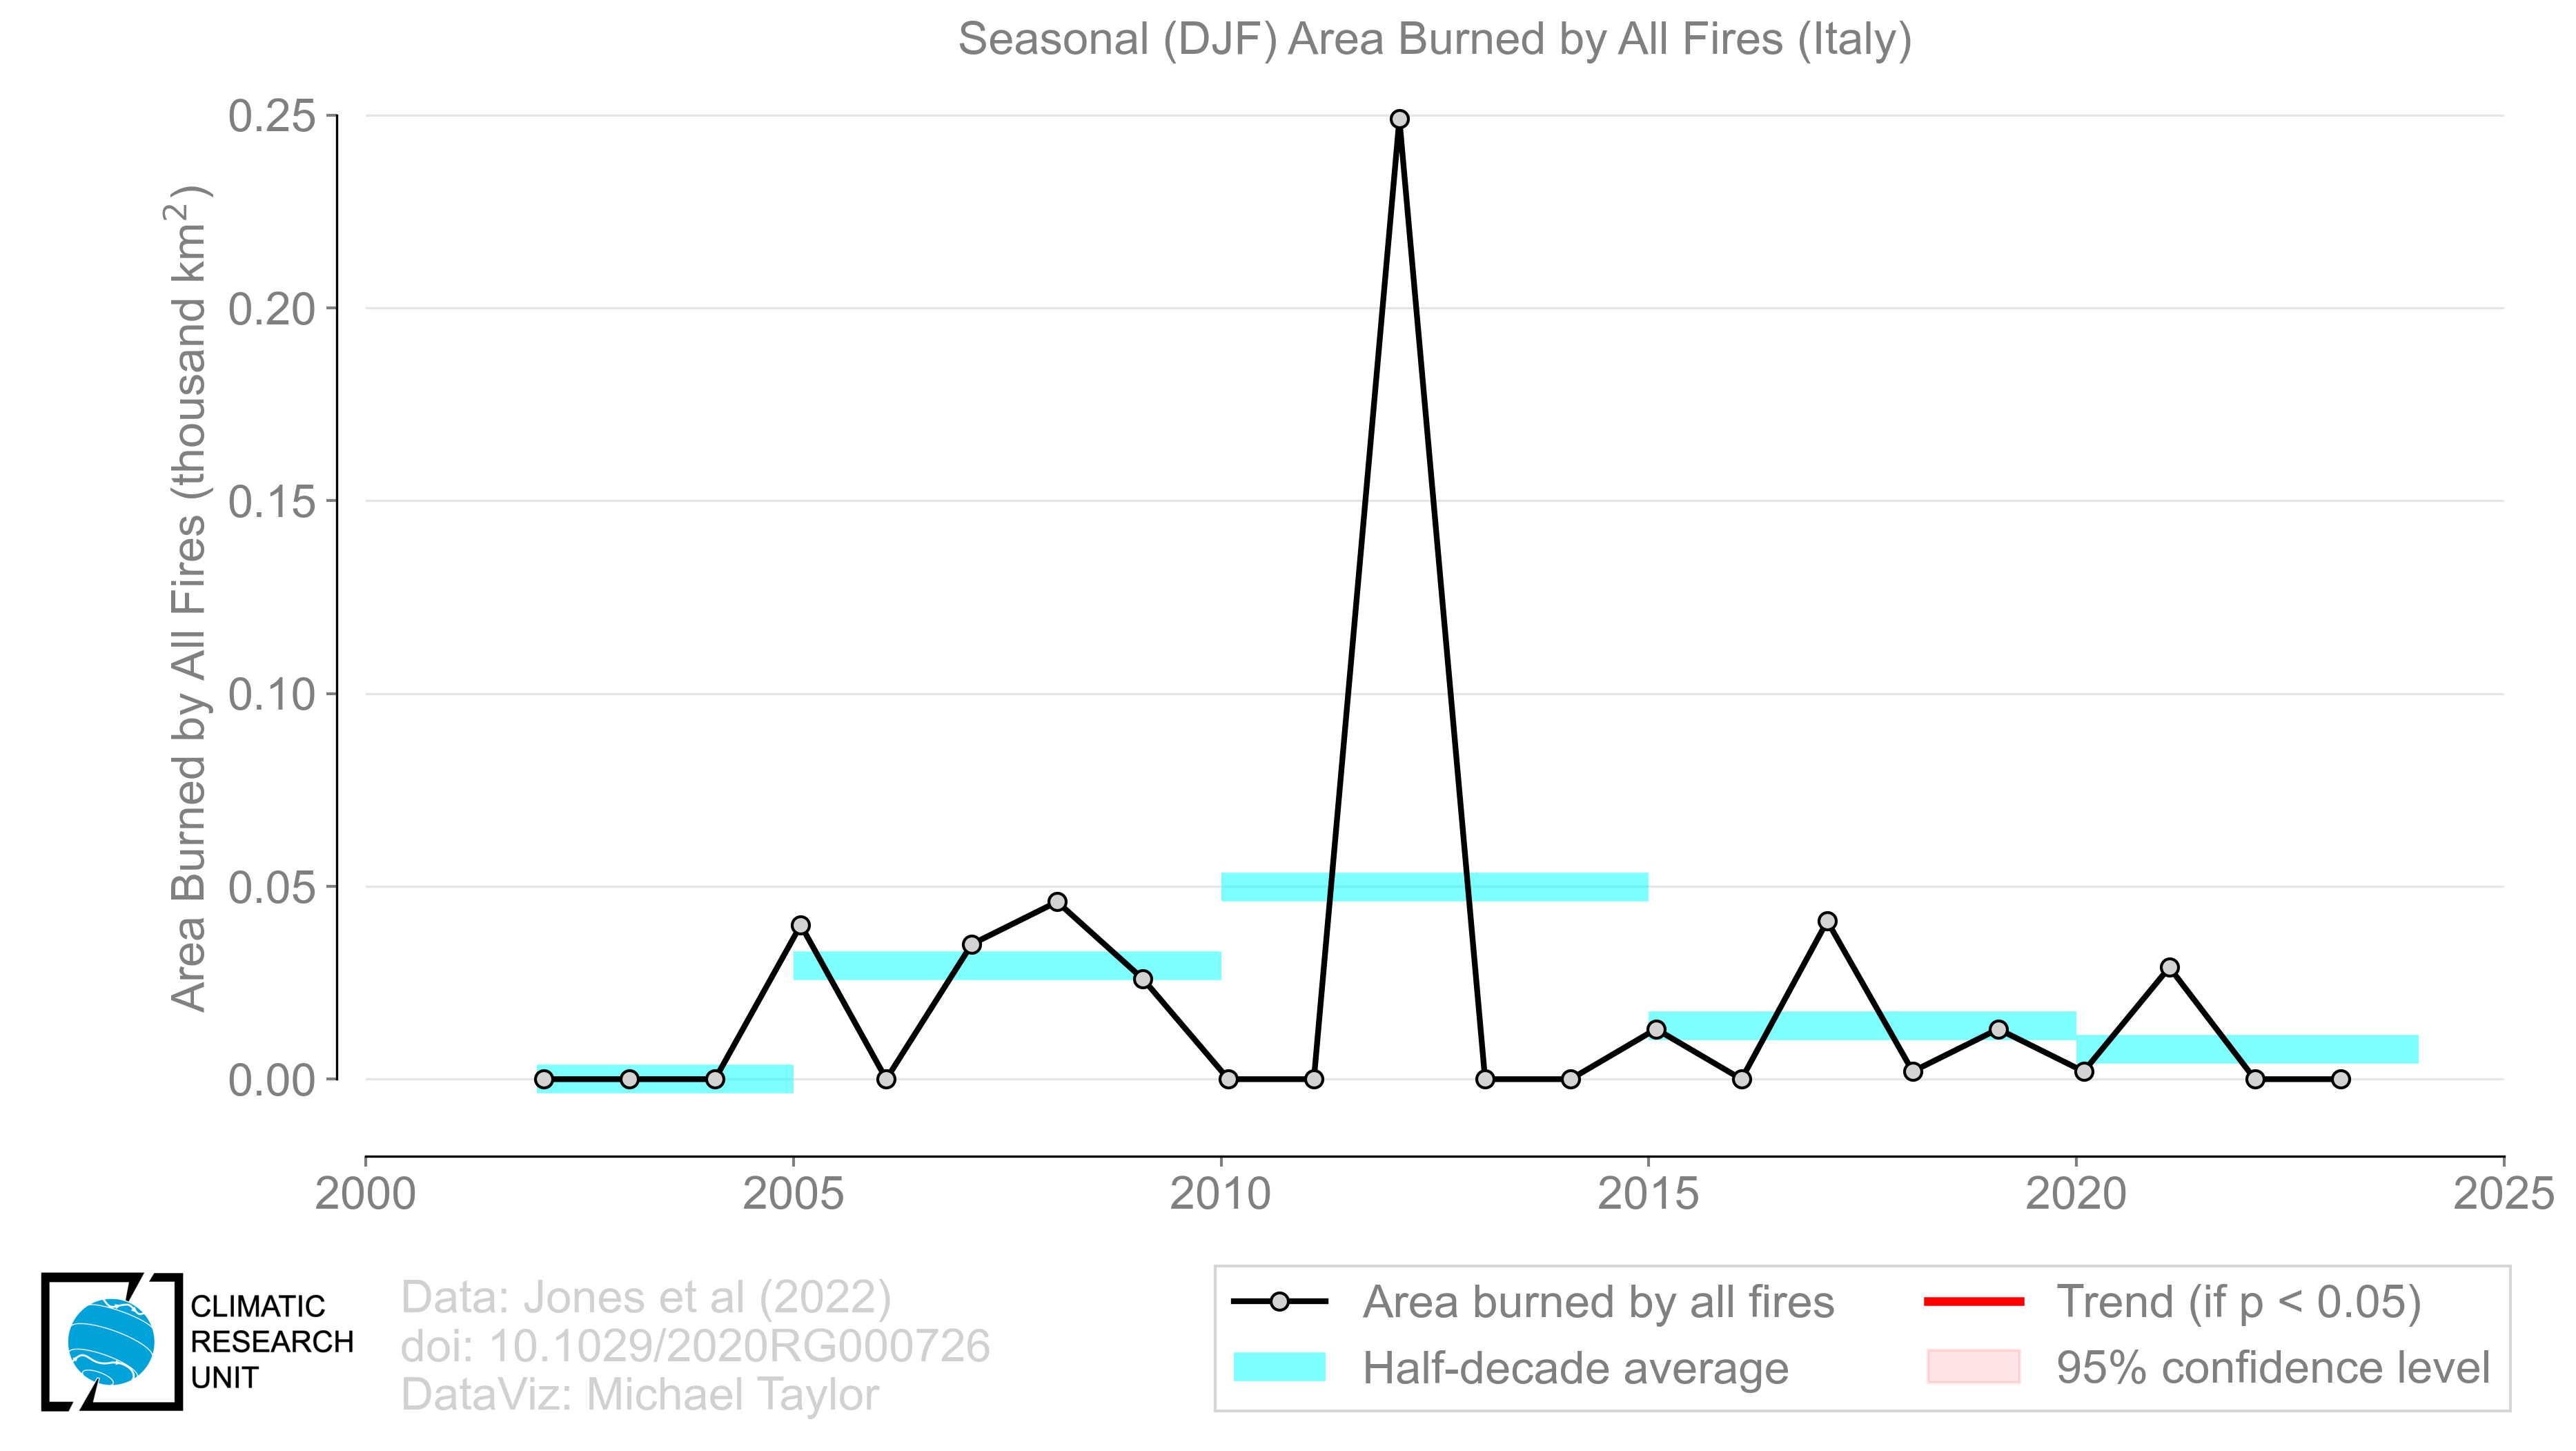 Seasonal (DJF) Area Burned by All Fires (Italy)
Area Burned by All Fires (thousand km²)
0.25
0.20
0.15
0.10
0.05
0.00
2000
2005
2010
2015
2020
2025
CLIMATIC
RESEARCH
UNIT
Data: Jones et al (2022)
doi: 10.1029/2020RG000726
DataViz: Michael Taylor
Area burned by all fires
Half-decade average
Trend (if p < 0.05)
95% confidence level